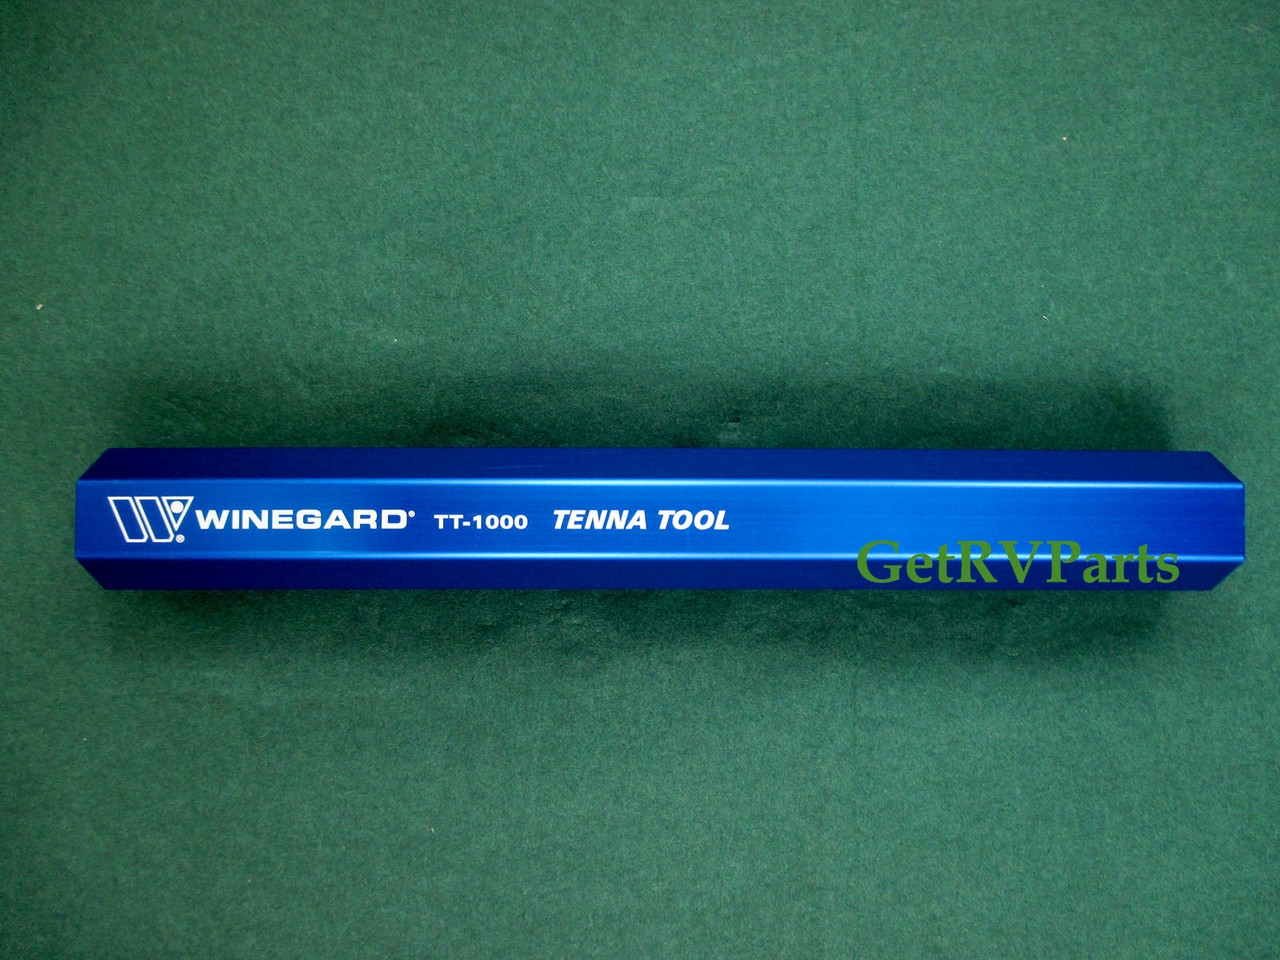 W® WINEGARD® TT-1000 TENNA TOOL
GetRVParts